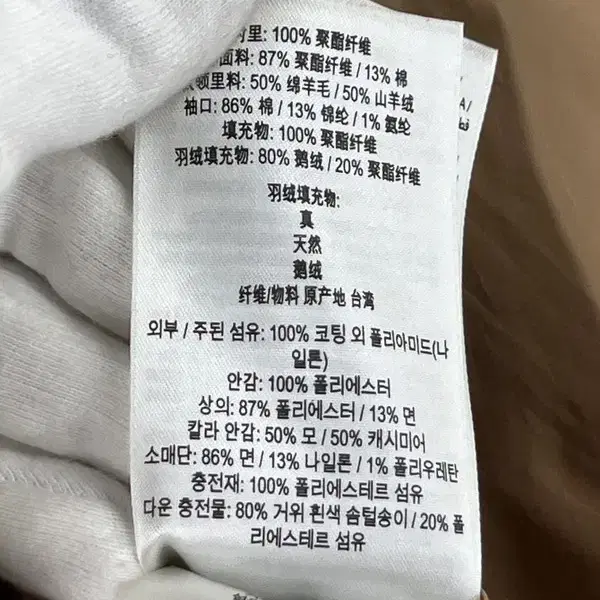 里: 100% 聚酯纤维
面料: 87% 聚酯纤维 / 13% 棉
顿里料: 50% 绵羊毛 / 50% 山羊绒
袖口: 86% 棉 / 13% 锦纶 / 1% 氨纶
填充物: 100% 聚酯纤维
羽绒填充物: 80% 鹅绒 / 20% 聚酯纤维
羽绒填充物:
真
天然
鹅绒
纤维/物料 原产地 台湾
외부 / 주된 섬유: 100% 코팅 외 폴리아미드(나
일론)
안감: 100% 폴리에스터
상의: 87% 폴리에스터 / 13% 면
칼라 안감: 50% 모 / 50% 캐시미어
소매단: 86% 면 / 13% 나일론 / 1% 폴리우레탄
충전재: 100% 폴리에스테르 섬유
다운 충전물: 80% 거위 흰색 솜털송이 / 20% 폴
리에스테르 섬유